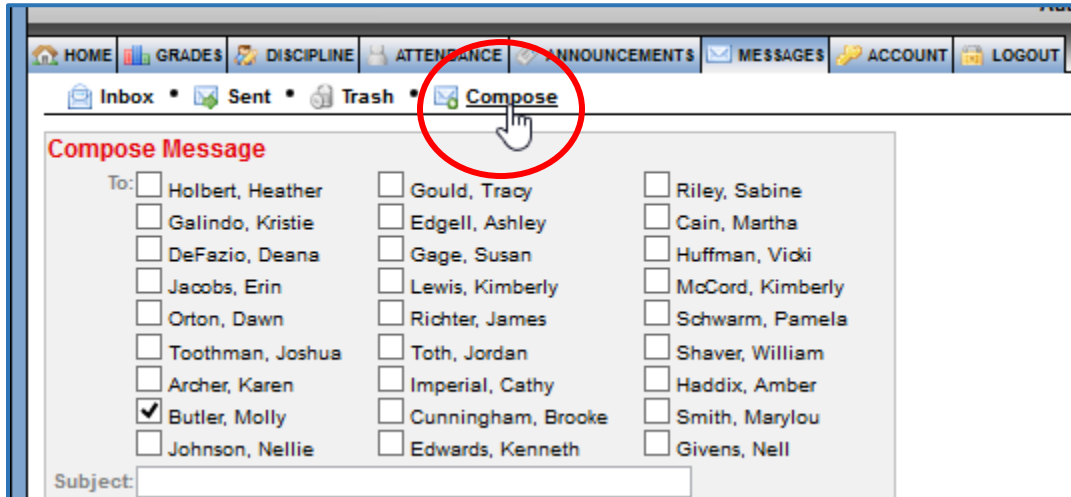 HOME GRADES DISCIPLINE ATTENDANCE ANNOUNCEMENTS MESSAGES ACCOUNT LOGOUT
Inbox • Sent • Trash • Compose
Compose Message
To: Holbert, Heather Gould, Tracy Riley, Sabine
Galindo, Kristie Edgell, Ashley Cain, Martha
DeFazio, Deana Gage, Susan Huffman, Vicki
Jacobs, Erin Lewis, Kimberly McCord, Kimberly
Orton, Dawn Richter, James Schwarm, Pamela
Toothman, Joshua Toth, Jordan Shaver, William
Archer, Karen Imperial, Cathy Haddix, Amber
Butler, Molly Cunningham, Brooke Smith, Marylou
Johnson, Nellie Edwards, Kenneth Givens, Nell
Subject: